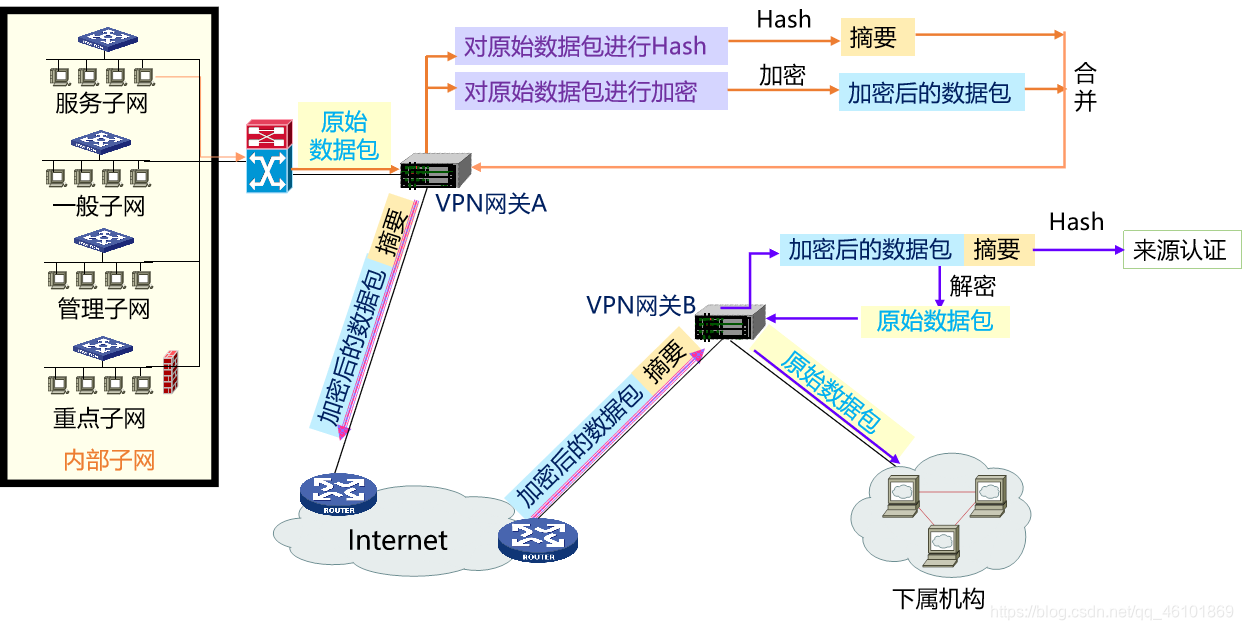 服务子网
一般子网
管理子网
重点子网
内部子网
原始
数据包
VPN网关A
对原始数据包进行Hash
Hash
摘要
对原始数据包进行加密
加密
加密后的数据包
合
并
加密后的数据包 摘要
ROUTER
Internet
ROUTER
加密后的数据包 摘要
VPN网关B
加密后的数据包 摘要
Hash
来源认证
解密
原始数据包
原始数据包
下属机构
https://blog.csdn.net/qq_46101869